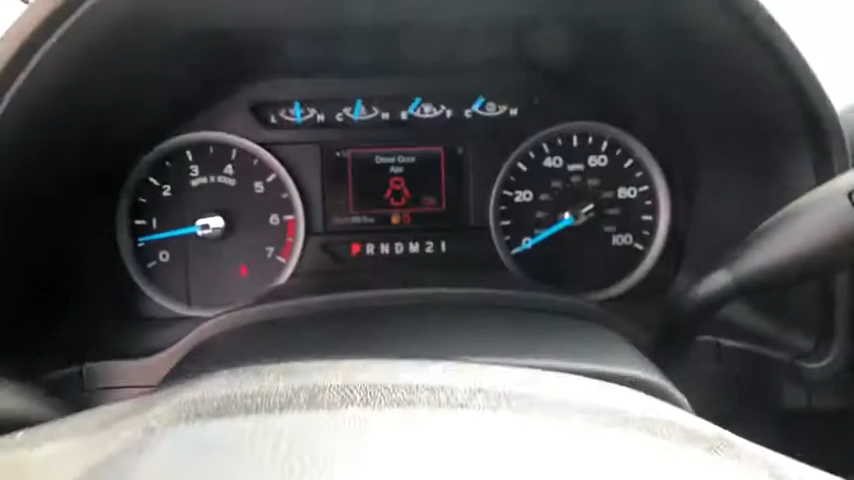 L H C H E F C H
Driver Door
Ajar
0 1 2 3 4 5 6 7
RPM X 1000
MPH
0 20 40 60 80 100
P R N D M 2 1